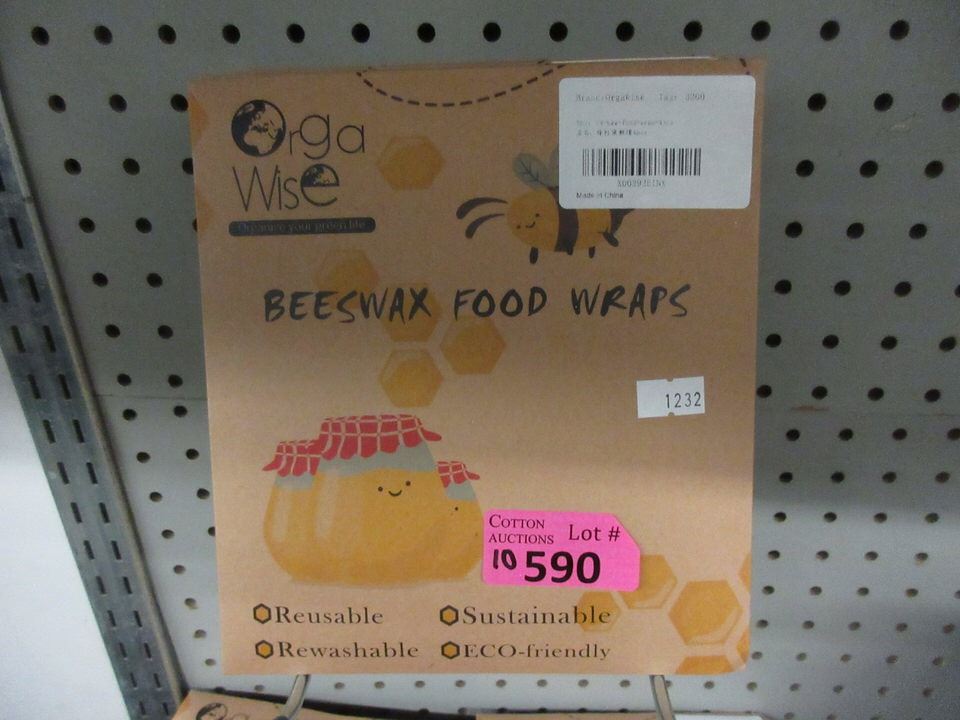 Orga
Wise
Organize your green life
Made in China
BEESWAX FOOD WRAPS
1232
COTTON
AUCTIONS Lot #
10 590
Reusable
Sustainable
Rewashable
ECO-friendly
Orga